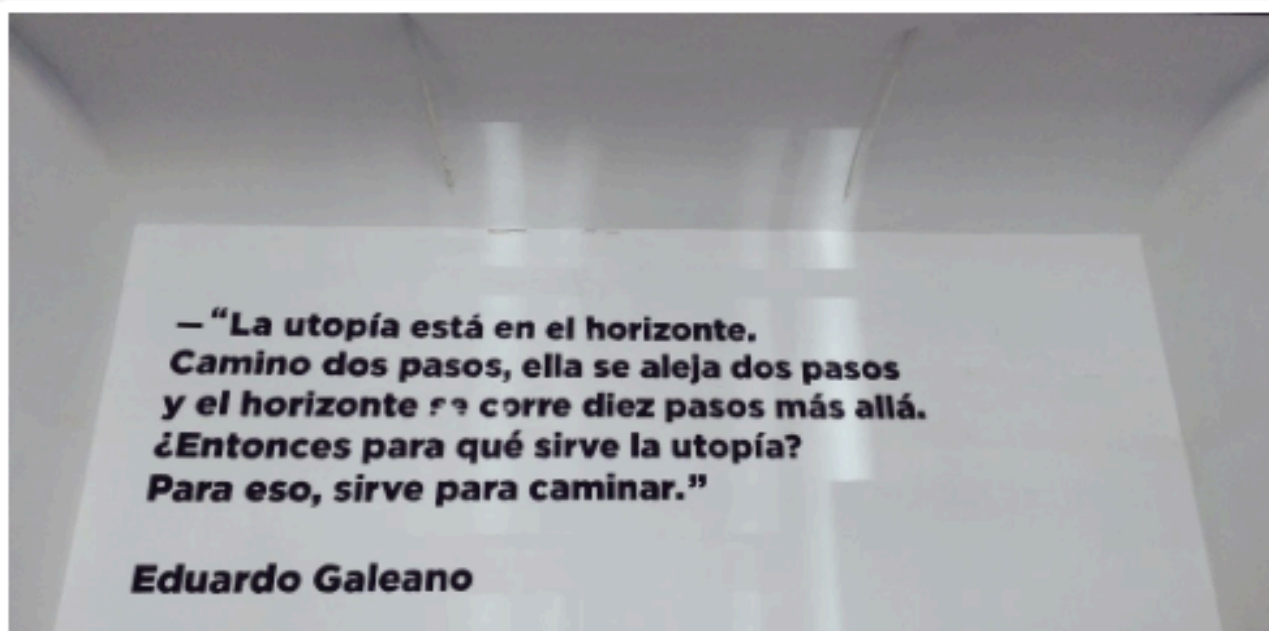 — “La utopía está en el horizonte.
Camino dos pasos, ella se aleja dos pasos
y el horizonte se corre diez pasos más allá.
¿Entonces para qué sirve la utopía?
Para eso, sirve para caminar.”
Eduardo Galeano